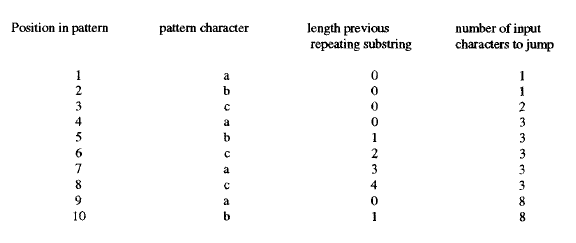 Position in pattern pattern character length previous number of input
repeating substring characters to jump
1 a 0 1
2 b 0 1
3 c 0 2
4 a 0 3
5 b 1 3
6 c 2 3
7 a 3 3
8 c 4 3
9 a 0 8
10 b 1 8